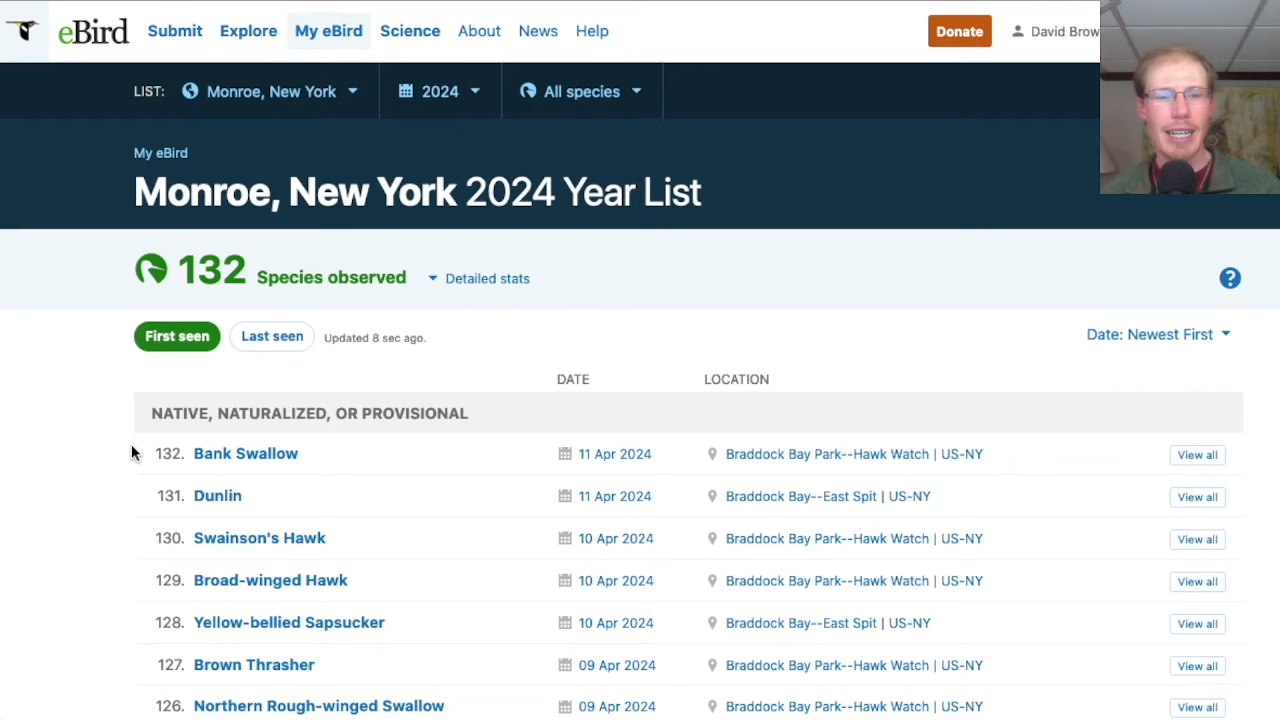 eBird Submit Explore My eBird Science About News Help Donate David Brow
LIST: Monroe, New York 2024 All species
My eBird
Monroe, New York 2024 Year List
132 Species observed Detailed stats ?
First seen Last seen Updated 8 sec ago. Date: Newest First
DATE LOCATION
NATIVE, NATURALIZED, OR PROVISIONAL
132. Bank Swallow 11 Apr 2024 Braddock Bay Park--Hawk Watch | US-NY View all
131. Dunlin 11 Apr 2024 Braddock Bay--East Spit | US-NY View all
130. Swainson's Hawk 10 Apr 2024 Braddock Bay Park--Hawk Watch | US-NY View all
129. Broad-winged Hawk 10 Apr 2024 Braddock Bay Park--Hawk Watch | US-NY View all
128. Yellow-bellied Sapsucker 10 Apr 2024 Braddock Bay--East Spit | US-NY View all
127. Brown Thrasher 09 Apr 2024 Braddock Bay Park--Hawk Watch | US-NY View all
126. Northern Rough-winged Swallow 09 Apr 2024 Braddock Bay Park--Hawk Watch | US-NY View all